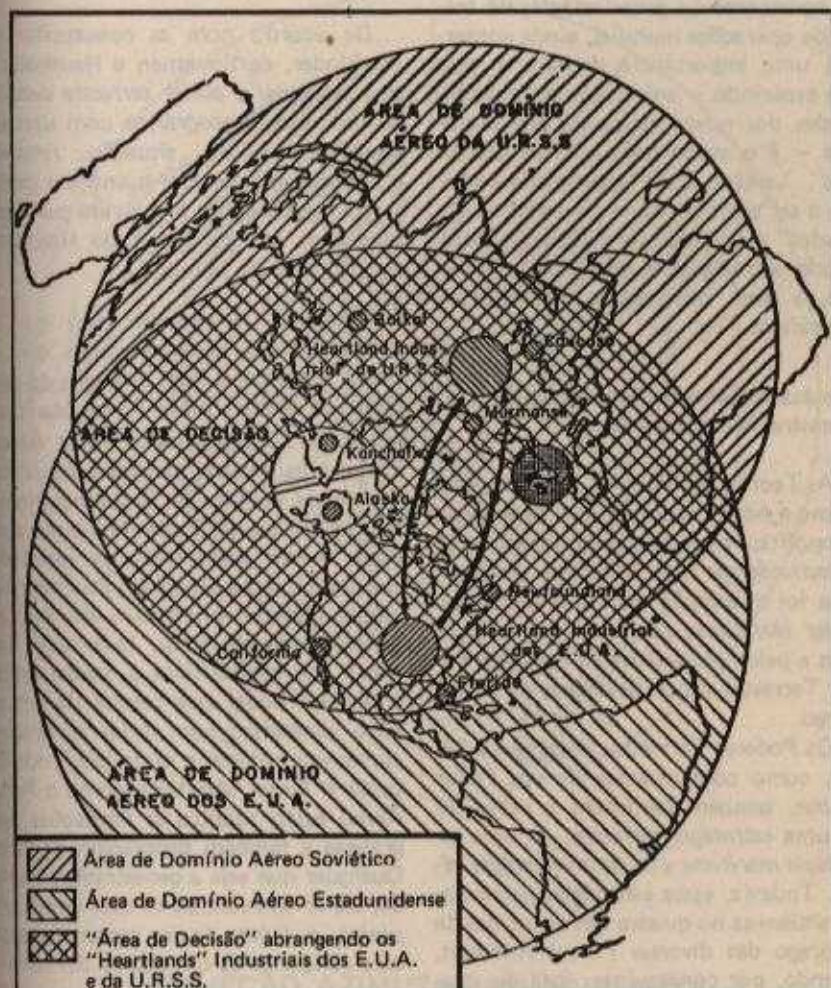 ÁREA DE DOMÍNIO
AÉREO DA U.R.S.S
Baikal
"Heartland Indus
trial" da U.R.S.S.
Murmansk
ÁREA DE DECISÃO
Kanchatka
Alaska
Newfoundland
"Heartland Industrial"
dos E.U.A.
Califórnia
Flórida
ÁREA DE DOMÍNIO
AÉREO DOS E.U.A.
Área de Domínio Aéreo Soviético
Área de Domínio Aéreo Estadunidense
"Área de Decisão" abrangendo os
"Heartlands" Industriais dos E.U.A.
e da U.R.S.S.